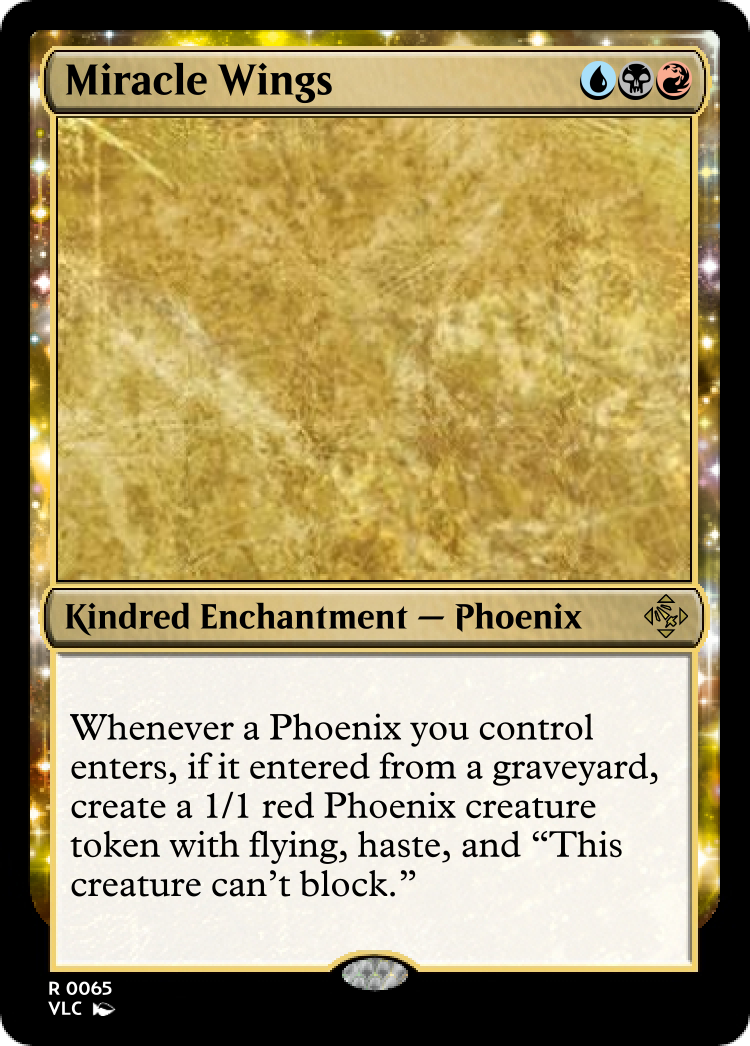 Miracle Wings
Kindred Enchantment — Phoenix
Whenever a Phoenix you control
enters, if it entered from a graveyard,
create a 1/1 red Phoenix creature
token with flying, haste, and “This
creature can’t block.”
R 0065
VLC